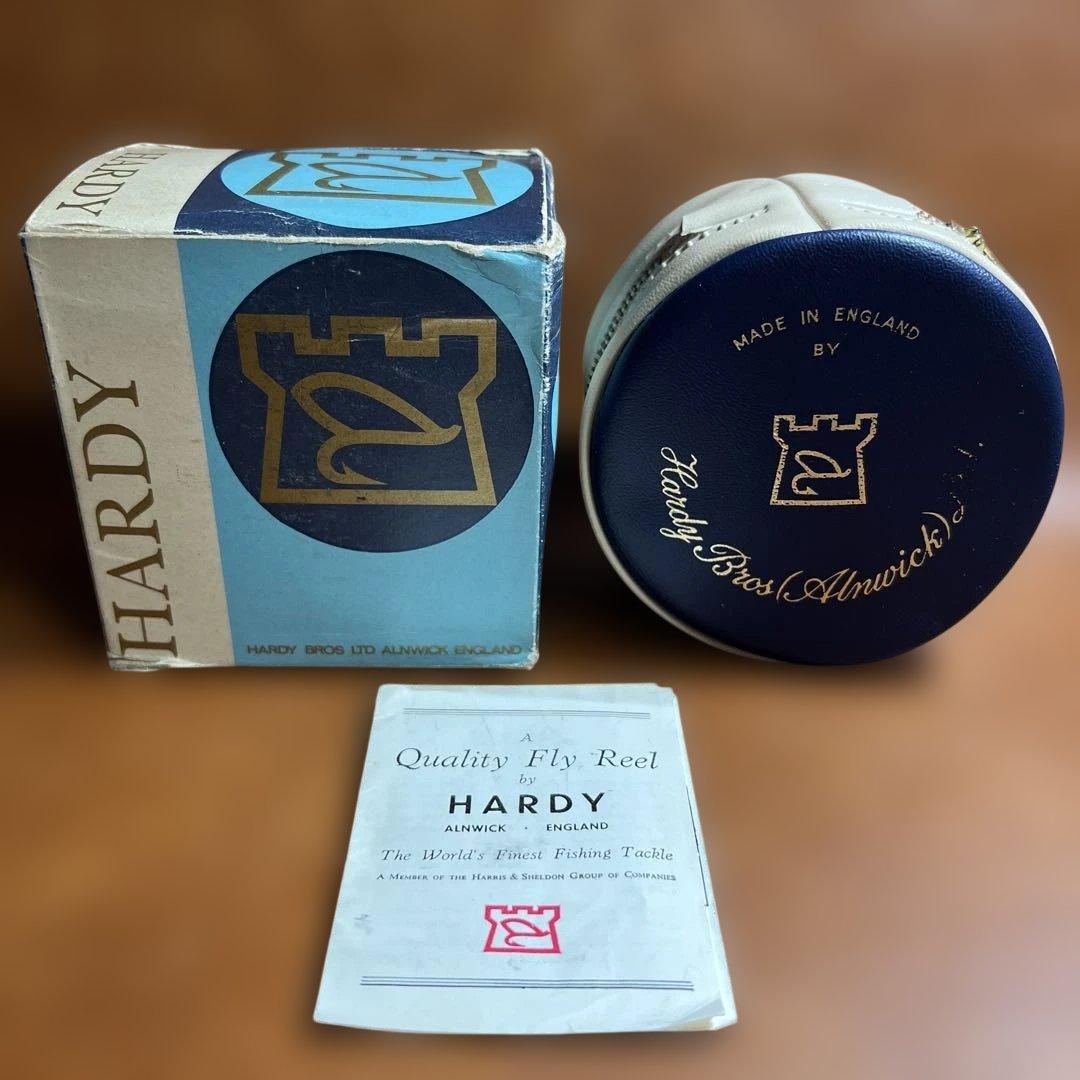 HARDY
HARDY
HARDY BROS LTD ALNWICK ENGLAND
MADE IN ENGLAND
BY
Hardy Bros (Alnwick)
A
Quality Fly Reel
by
HARDY
ALNWICK · ENGLAND
The World's Finest Fishing Tackle
A MEMBER OF THE HARRIS & SHELDON GROUP OF COMPANIES